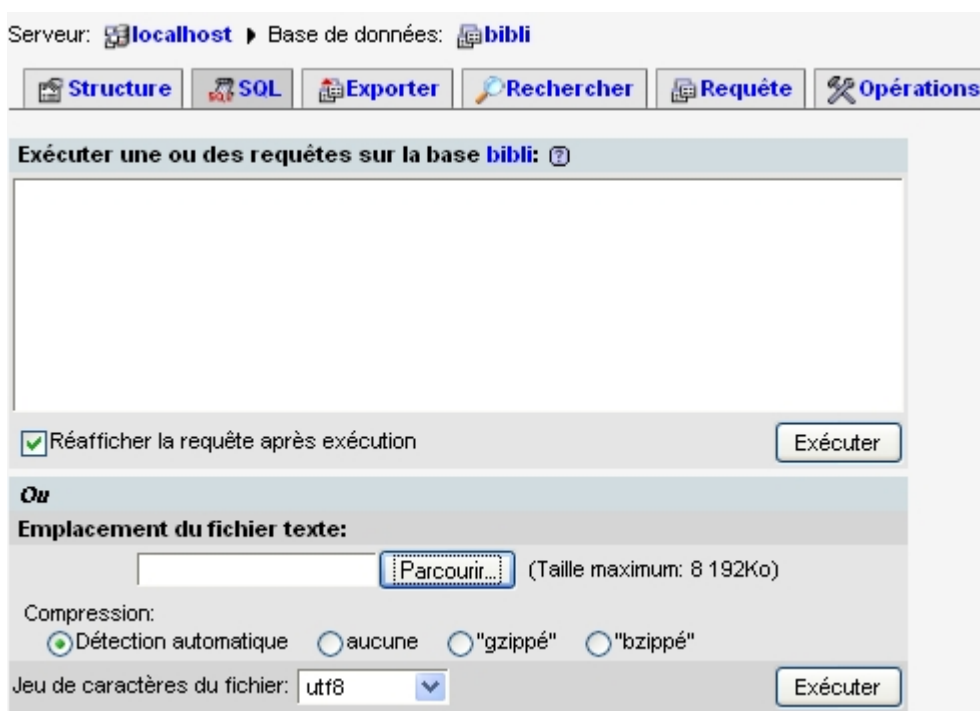 Serveur: localhost Base de données: bibli
Structure SQL Exporter Rechercher Requête Opérations
Exécuter une ou des requêtes sur la base bibli:
Réafficher la requête après exécution Exécuter
Ou
Emplacement du fichier texte:
Parcourir... (Taille maximum: 8 192Ko)
Compression:
Détection automatique aucune "gzippé" "bzippé"
Jeu de caractères du fichier: utf8 Exécuter